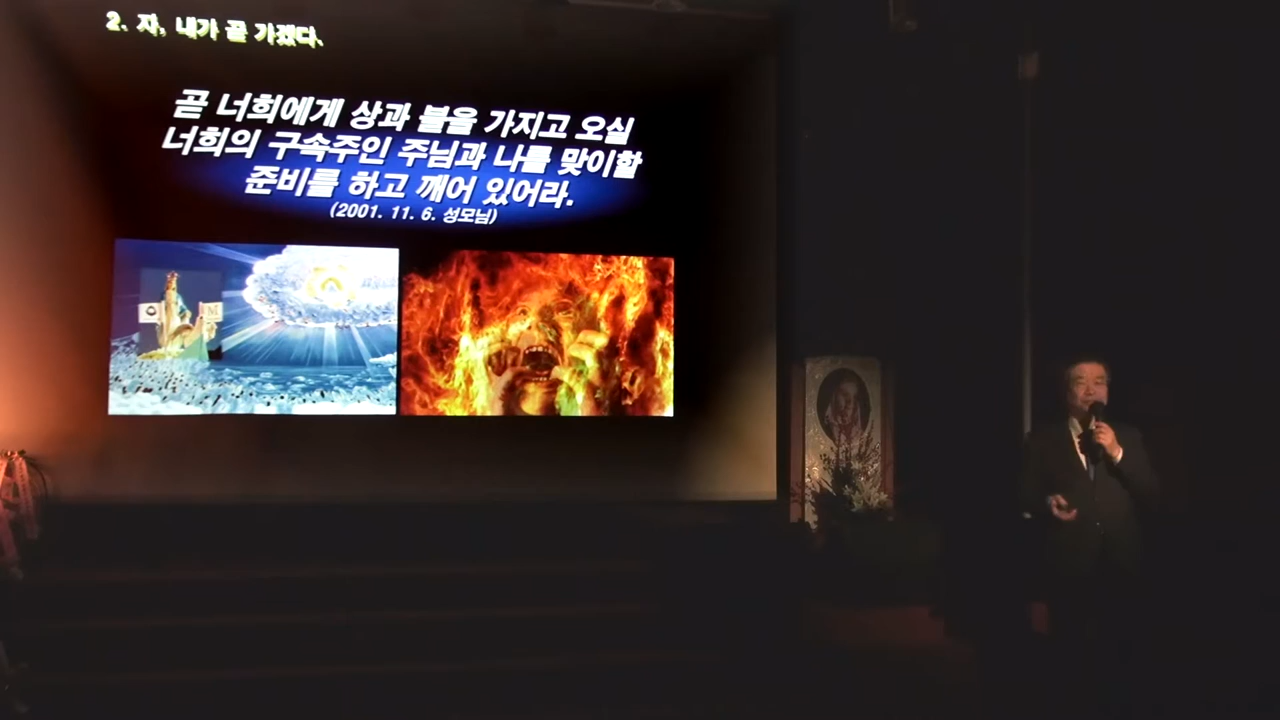 2. 자, 내가 곧 가겠다.
곧 너희에게 상과 불을 가지고 오실
너희의 구속주인 주님과 나를 맞이할
준비를 하고 깨어 있어라.
(2001. 11. 6. 성모님)
M